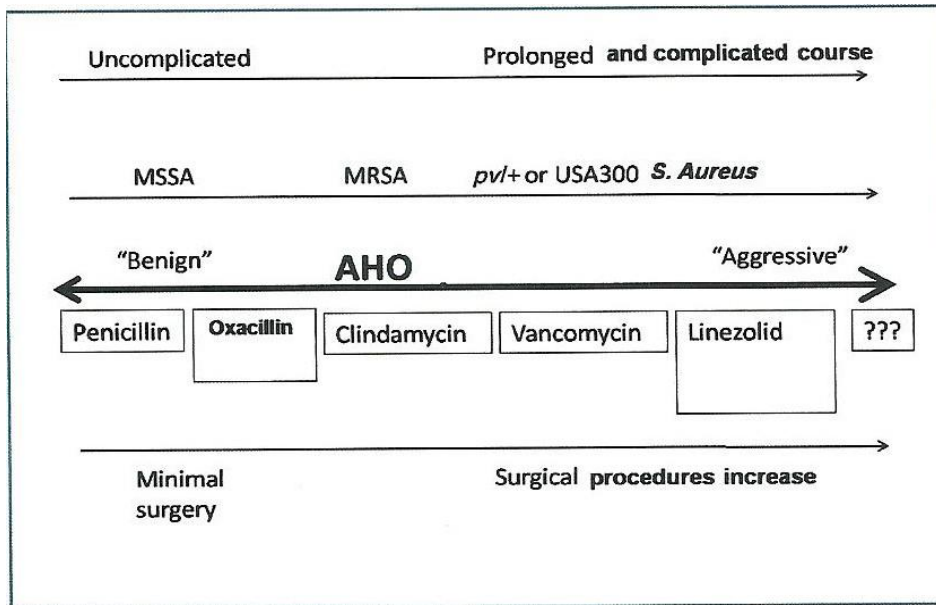 Uncomplicated Prolonged and complicated course
MSSA MRSA pvl+ or USA300 S. Aureus
"Benign" AHO "Aggressive"
Penicillin Oxacillin Clindamycin Vancomycin Linezolid ???
Minimal Surgical procedures increase
surgery